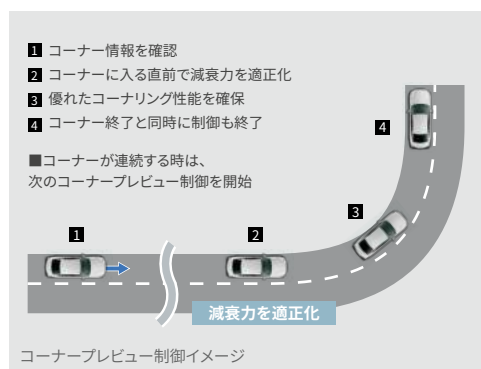 1 コーナー情報を確認
2 コーナーに入る直前で減衰力を適正化
3 優れたコーナリング性能を確保
4 コーナー終了と同時に制御も終了
■コーナーが連続する時は、
次のコーナープレビュー制御を開始
4
3
1
2
減衰力を適正化
コーナープレビュー制御イメージ